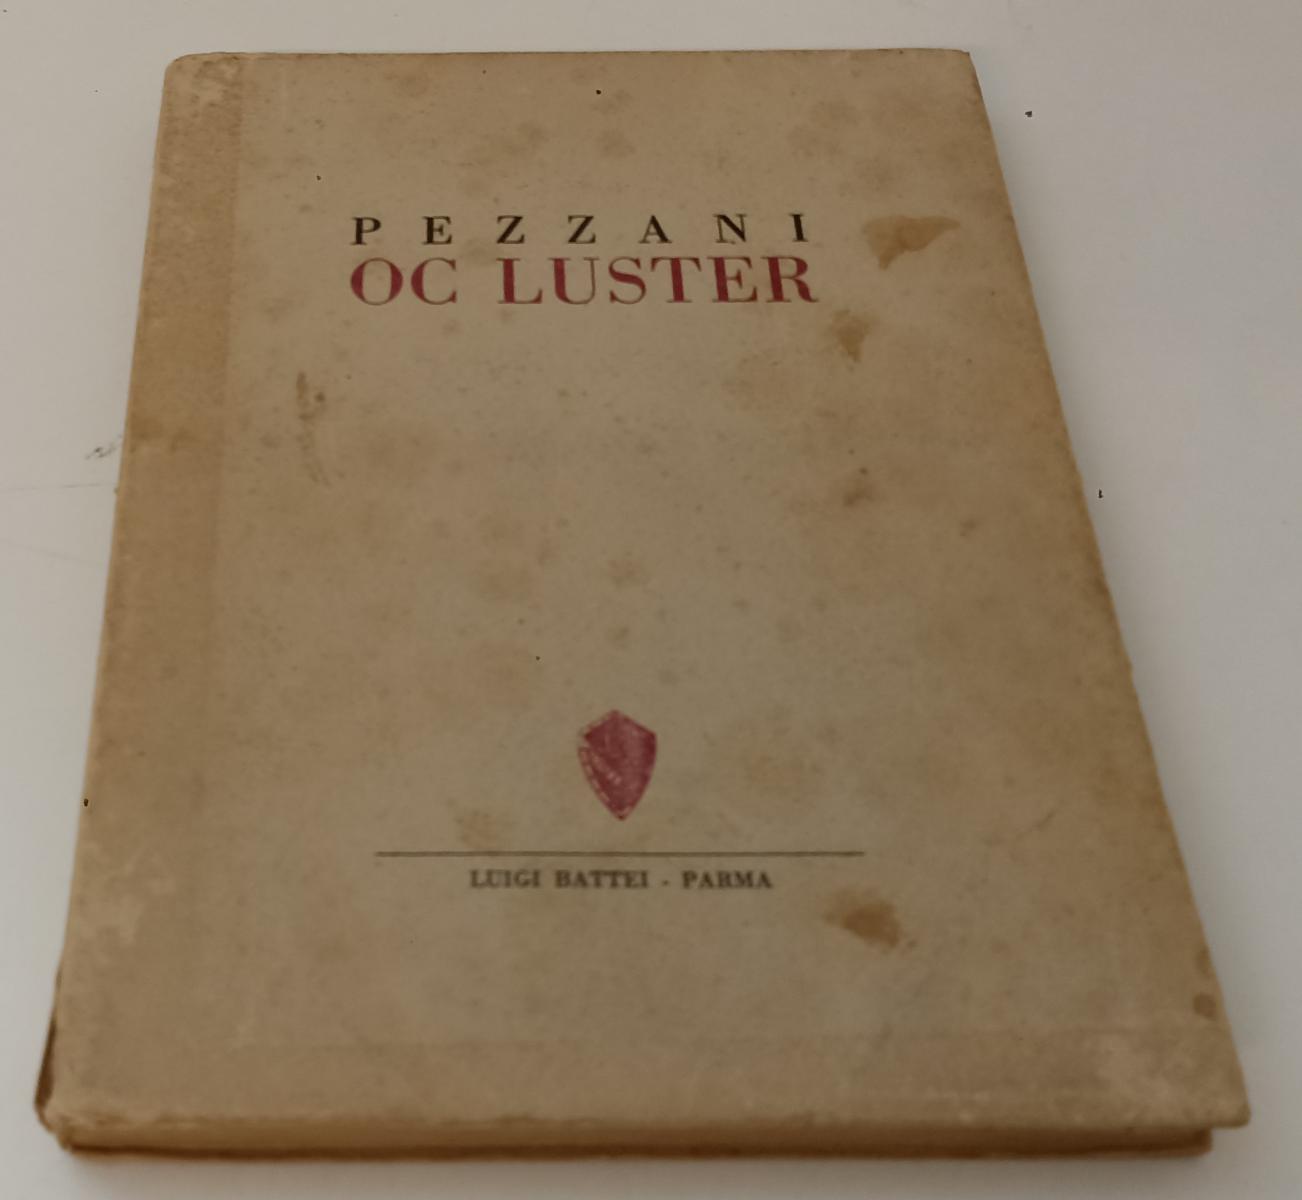 PEZZANI
OC LUSTER
LUIGI BATTEI - PARMA